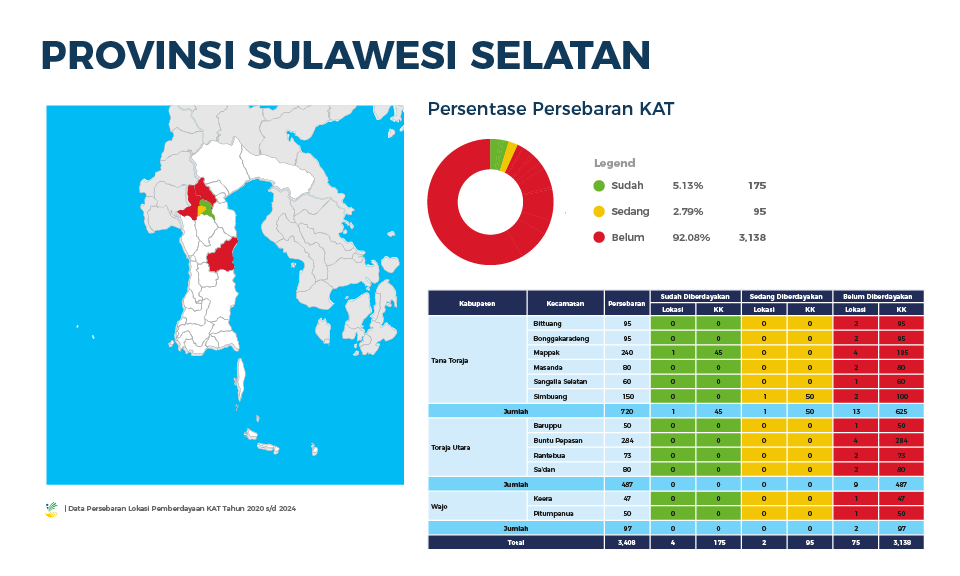 PROVINSI SULAWESI SELATAN
Persentase Persebaran KAT
Legend
Sudah 5.13% 175
Sedang 2.79% 95
Belum 92.08% 3,138
Kabupaten Kecamatan Persebaran Sudah Diberdayakan Sedang Diberdayakan Belum Diberdayakan
Lokasi KK Lokasi KK Lokasi KK
Tana Toraja
Bittuang 95 0 0 0 0 2 95
Bonggakaradeng 95 0 0 0 0 2 95
Mappak 240 1 45 0 0 4 195
Masanda 80 0 0 0 0 2 80
Sangalla Selatan 60 0 0 0 0 1 60
Simbuang 150 0 0 1 50 2 100
Jumlah 720 1 45 1 50 13 625
Toraja Utara
Baruppu 50 0 0 0 0 1 50
Buntu Pepasan 284 0 0 0 0 4 284
Rantebua 73 0 0 0 0 2 73
Sa'dan 80 0 0 0 0 2 80
Jumlah 487 0 0 0 0 9 487
Wajo
Keera 47 0 0 0 0 1 47
Pitumpanua 50 0 0 0 0 1 50
Jumlah 97 0 0 0 0 2 97
Total 3,408 4 175 2 95 75 3,138
| Data Persebaran Lokasi Pemberdayaan KAT Tahun 2020 s/d 2024